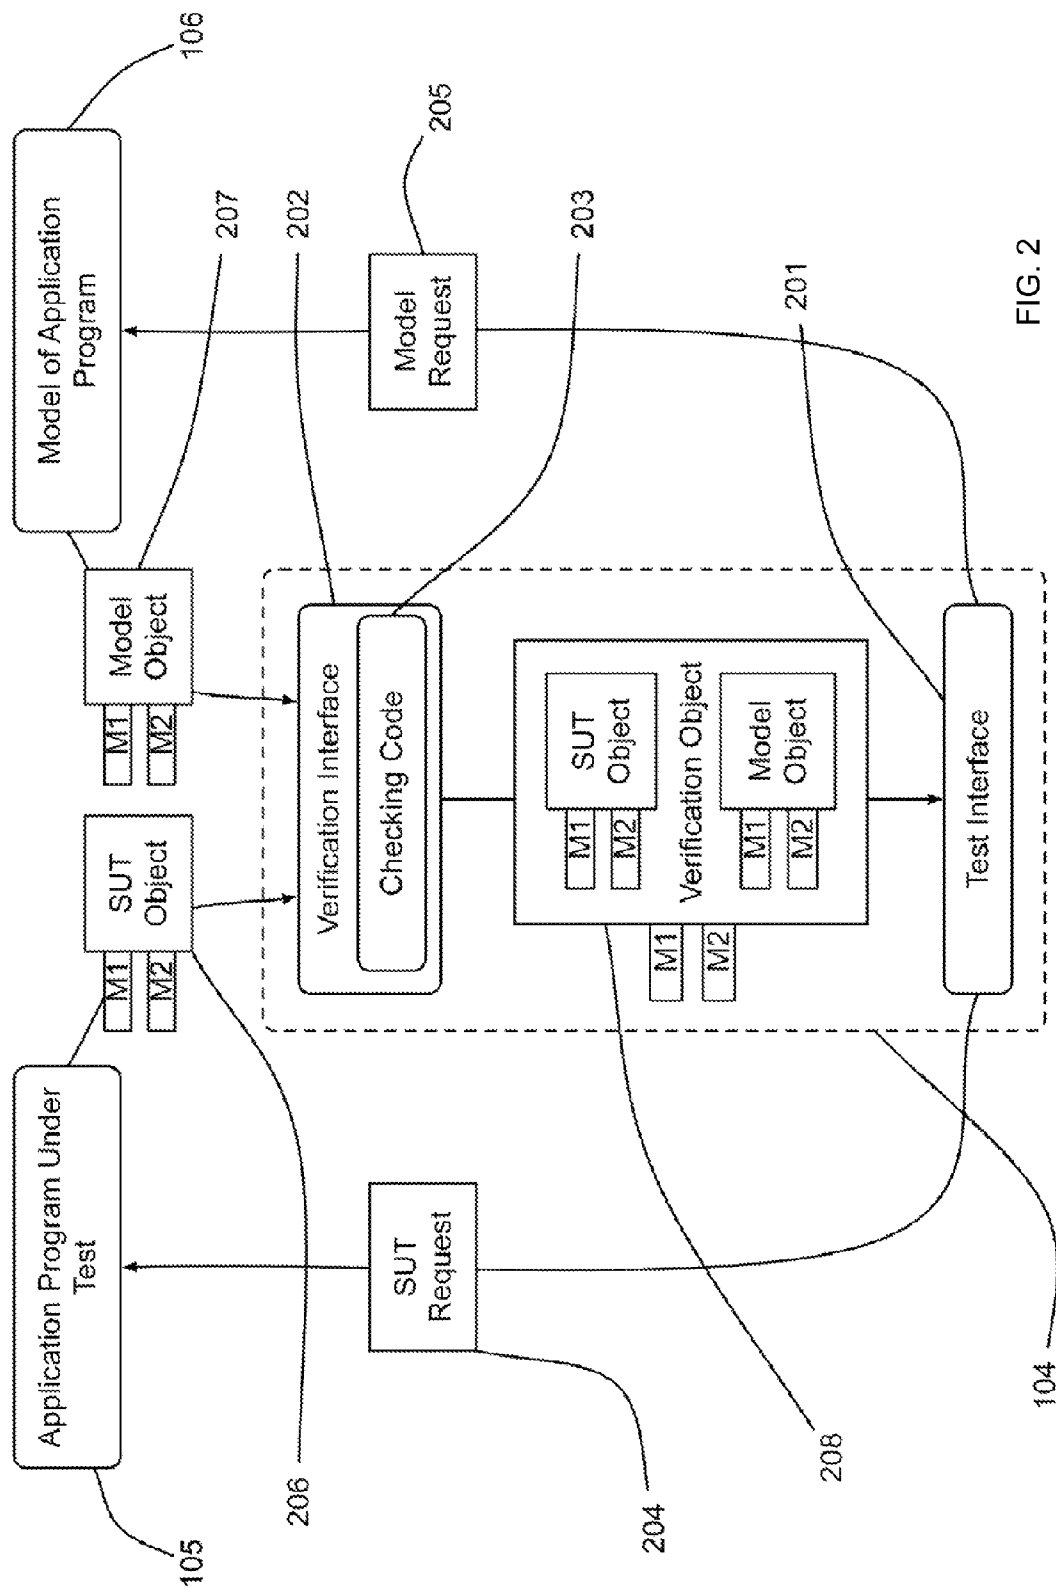 105
Application Program Under
Test
106
Model of Application
Program
M1
M2
SUT
Object
206
M1
M2
Model
Object
207
Verification Interface
202
Checking Code
203
SUT
Request
204
Model
Request
205
M1
M2
SUT
Object
Verification Object
M1
M2
M1
M2
Model
Object
208
201
Test Interface
104
FIG. 2